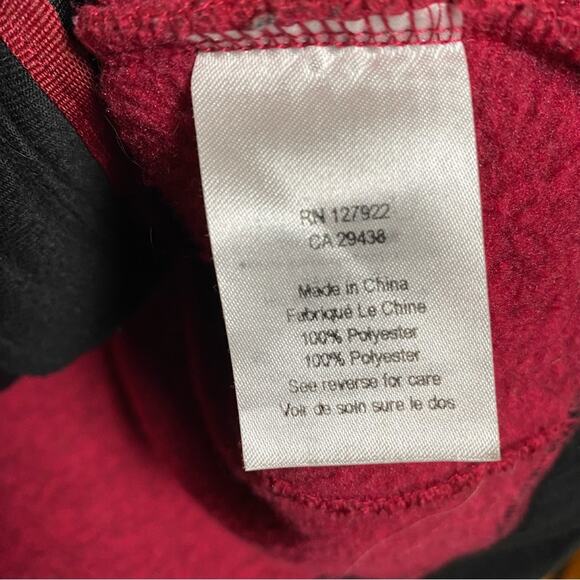 RN 127922
CA 29438
Made in China
Fabriqué Le Chine
100% Polyester
100% Polyester
See reverse for care
Voir de soin sure le dos